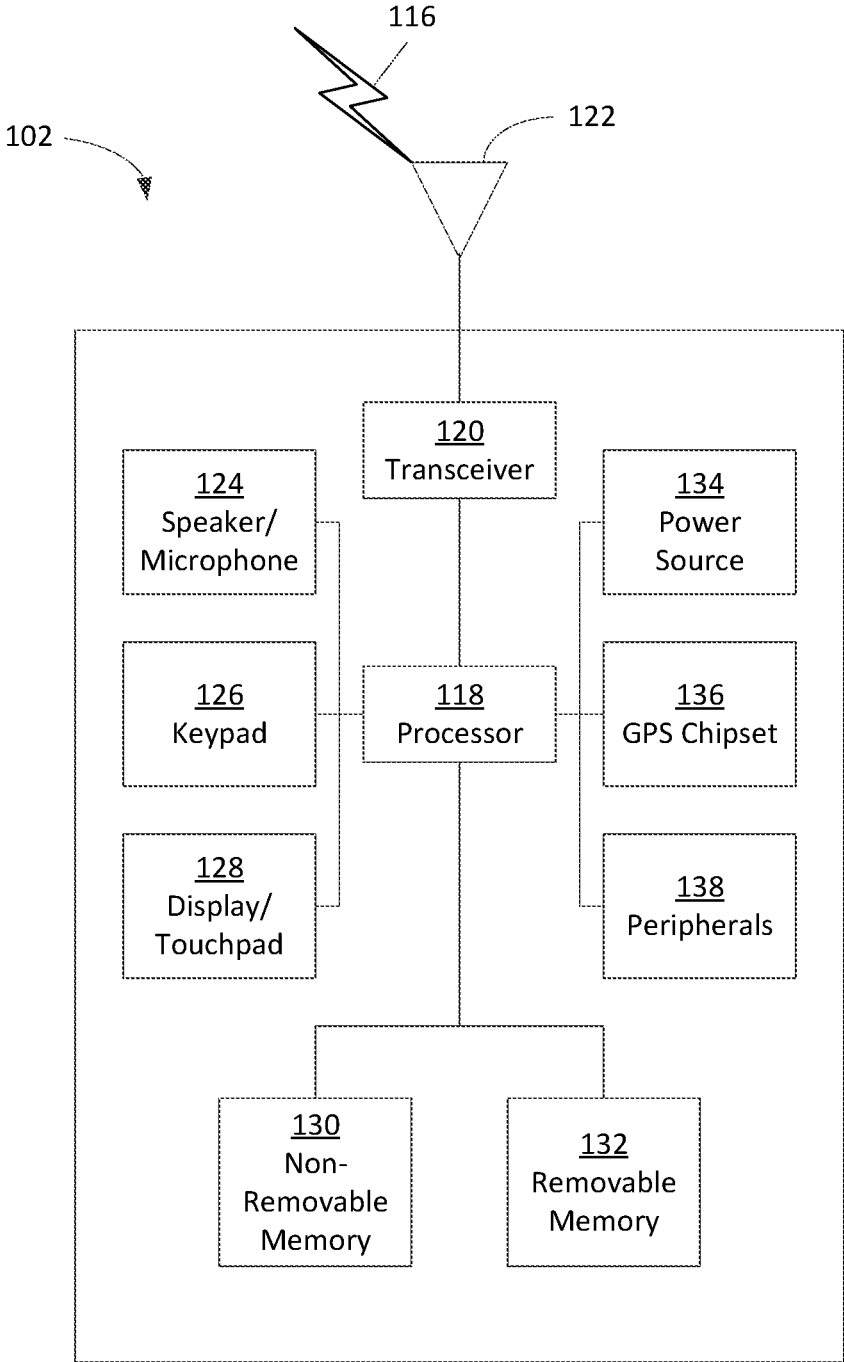 116
122
102
120
Transceiver
124
Speaker/
Microphone
134
Power
Source
126
Keypad
118
Processor
136
GPS Chipset
128
Display/
Touchpad
138
Peripherals
130
Non-
Removable
Memory
132
Removable
Memory